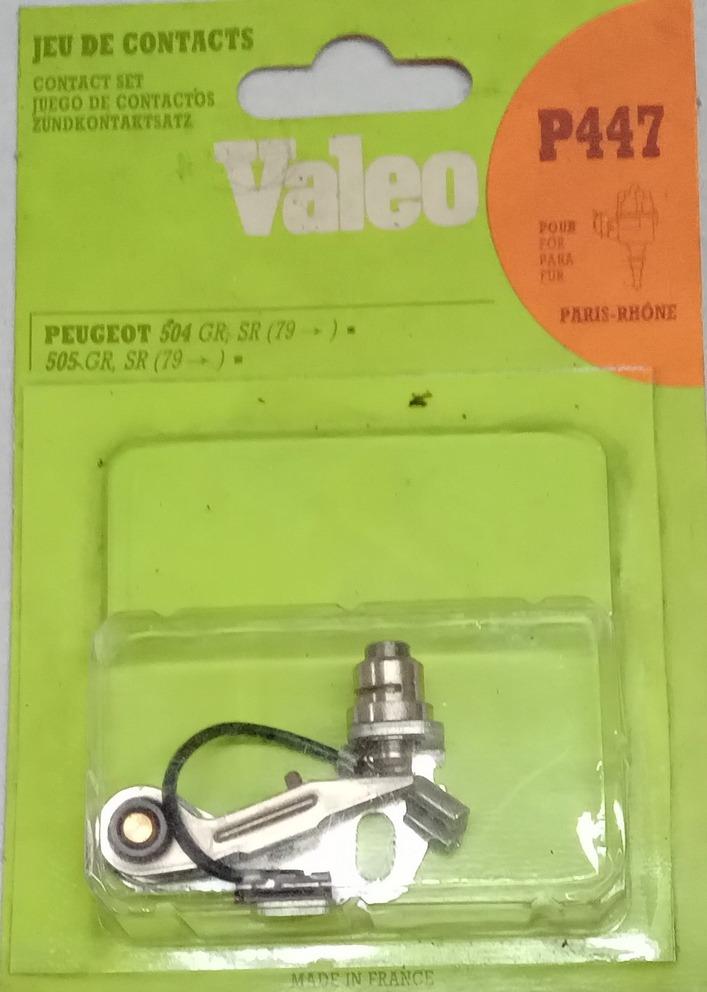 JEU DE CONTACTS
CONTACT SET
JUEGO DE CONTACTOS
ZUNDKONTAKTSATZ
Valeo
P447
POUR
FOR
PARA
FUR
PARIS-RHÔNE
PEUGEOT 504 GR, SR (79 → ) ▪
505 GR, SR (79 → ) ▪
MADE IN FRANCE